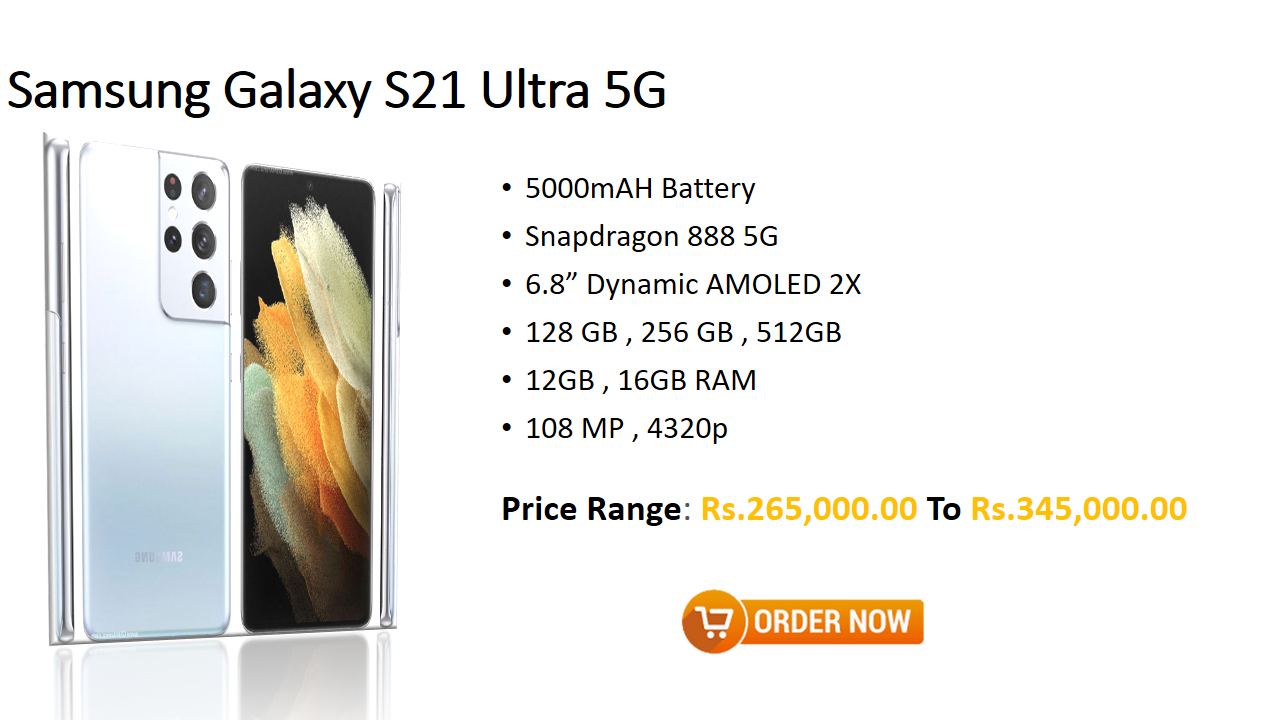 Samsung Galaxy S21 Ultra 5G
• 5000mAH Battery
• Snapdragon 888 5G
• 6.8” Dynamic AMOLED 2X
• 128 GB , 256 GB , 512GB
• 12GB , 16GB RAM
• 108 MP , 4320p
SAMSUNG
Price Range: Rs.265,000.00 To Rs.345,000.00
ORDER NOW